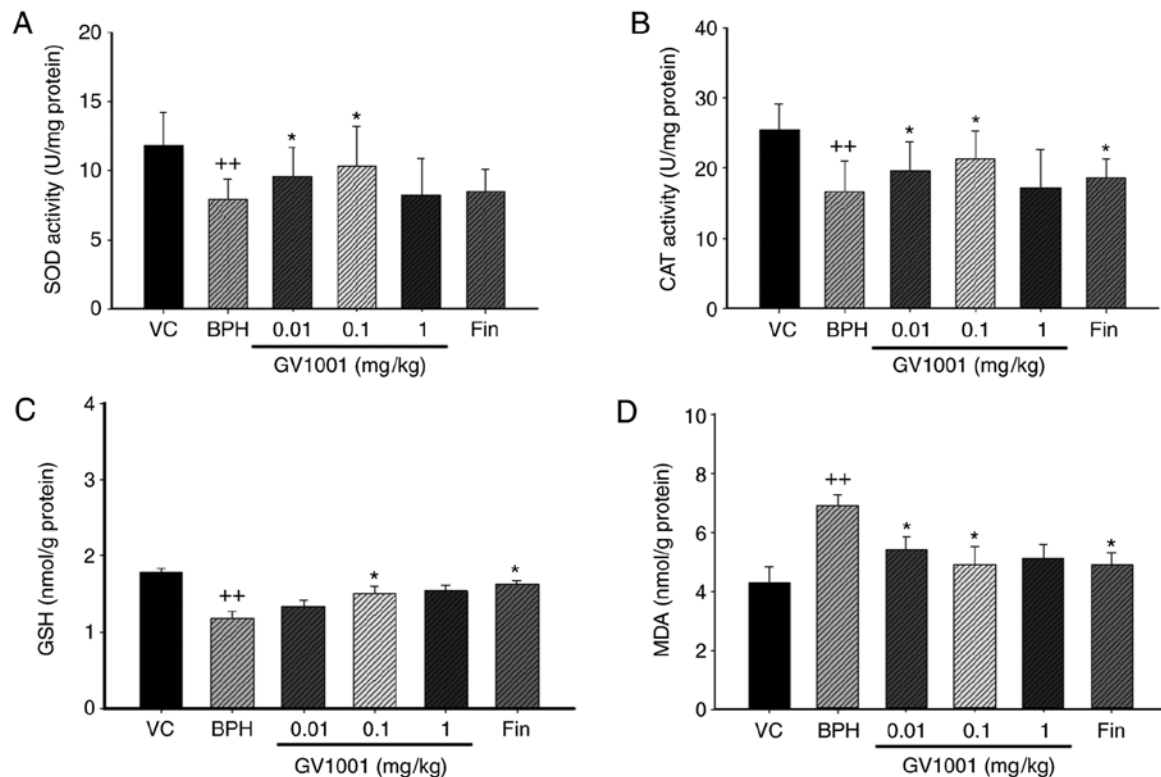 A
SOD activity (U/mg protein)
20
15
10
5
0
++
*
*
VC BPH 0.01 0.1 1 Fin
GV1001 (mg/kg)
B
CAT activity (U/mg protein)
40
30
20
10
0
++
*
*
*
VC BPH 0.01 0.1 1 Fin
GV1001 (mg/kg)
C
GSH (nmol/g protein)
4
3
2
1
0
++
*
*
VC BPH 0.01 0.1 1 Fin
GV1001 (mg/kg)
D
MDA (nmol/g protein)
10
8
6
4
2
0
++
*
*
*
VC BPH 0.01 0.1 1 Fin
GV1001 (mg/kg)